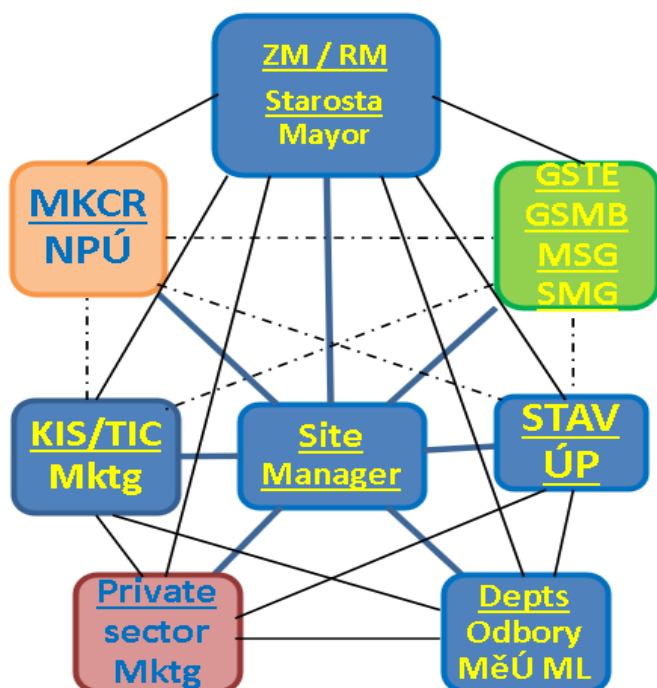 ZM / RM
Starosta
Mayor
MKCR
NPÚ
GSTE
GSMB
MSG
SMG
KIS/TIC
Mktg
Site
Manager
STAV
ÚP
Private
sector
Mktg
Depts
Odbory
MěÚ ML